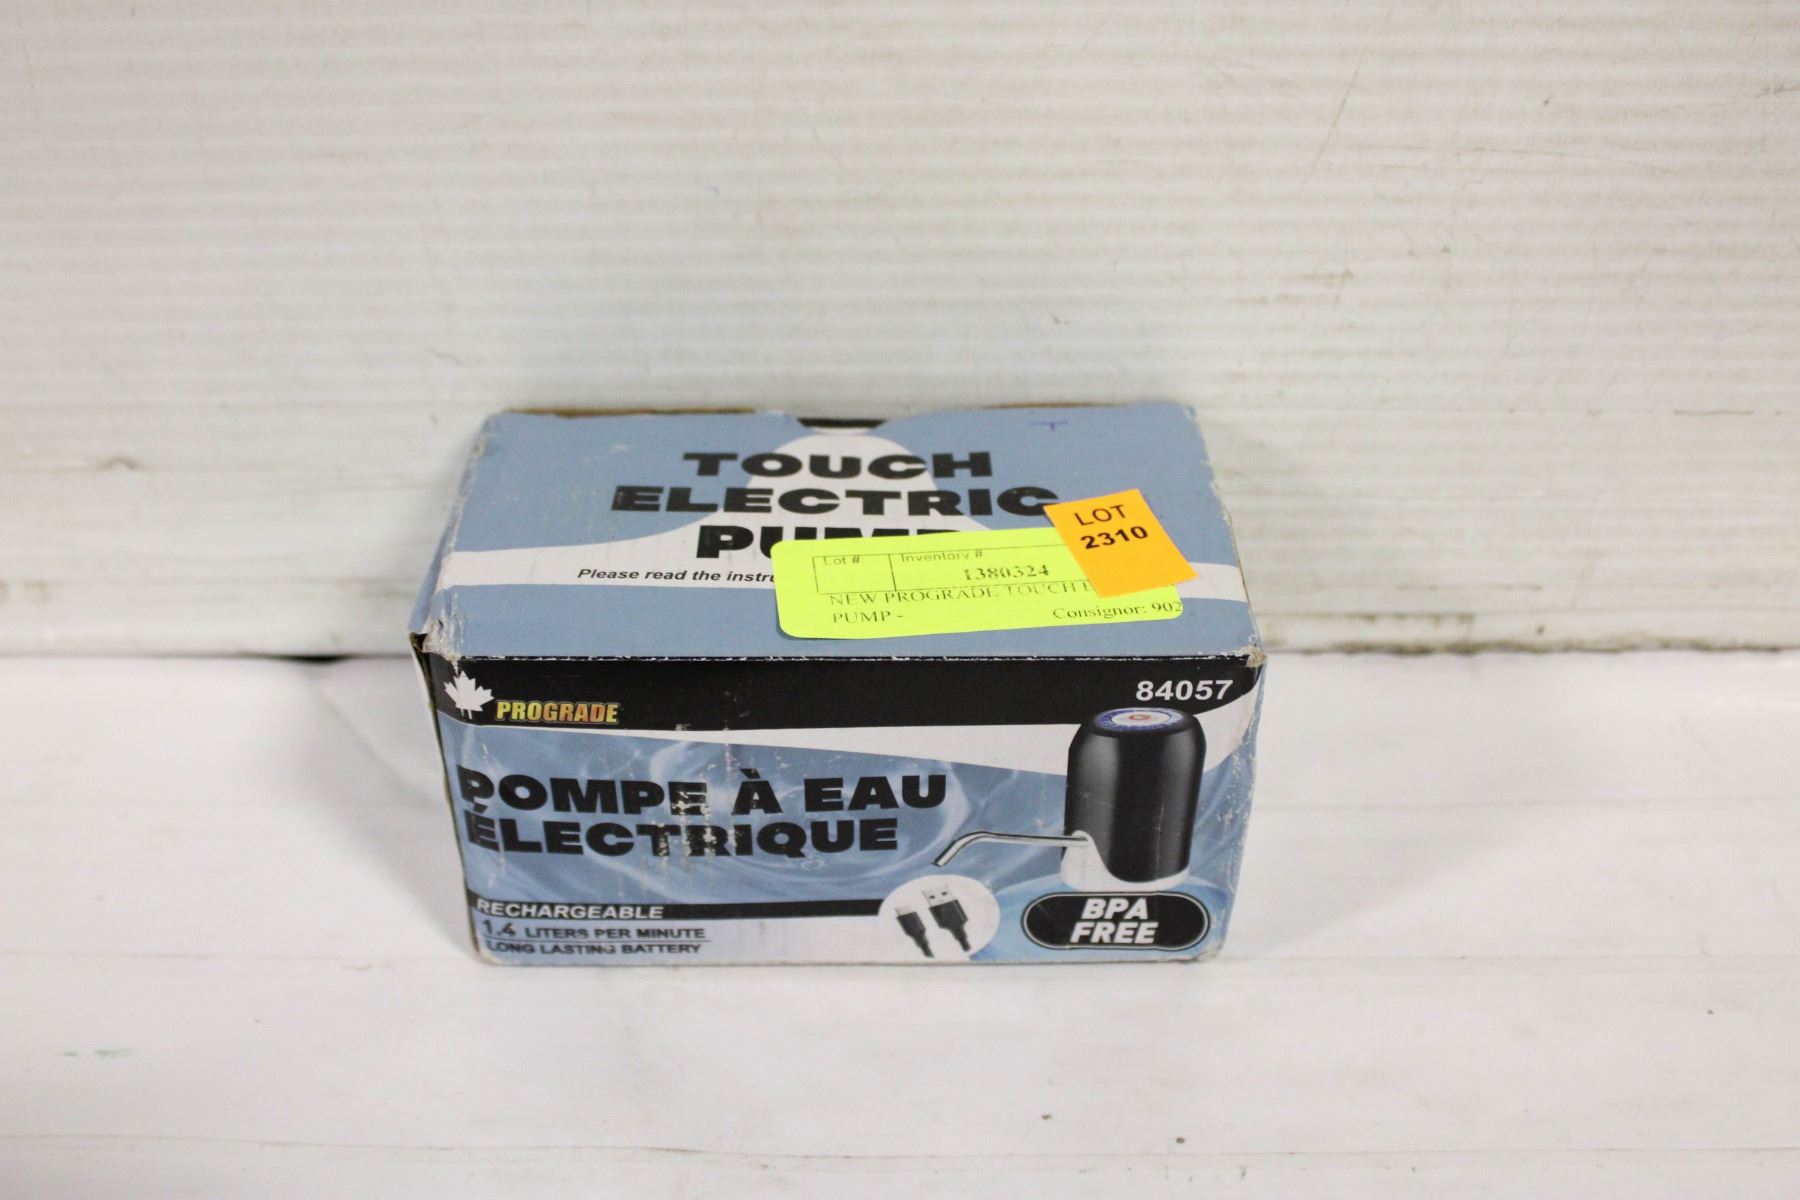 TOUCH
ELECTRIC
PUMP
Please read the instru
LOT
2310
Lot #
Inventory #
1380324
NEW PROGRADE TOUCH E
PUMP -
Consignor: 902
PROGRADE
84057
POMPE À EAU
ÉLECTRIQUE
RECHARGEABLE
1.4 LITERS PER MINUTE
LONG LASTING BATTERY
BPA
FREE